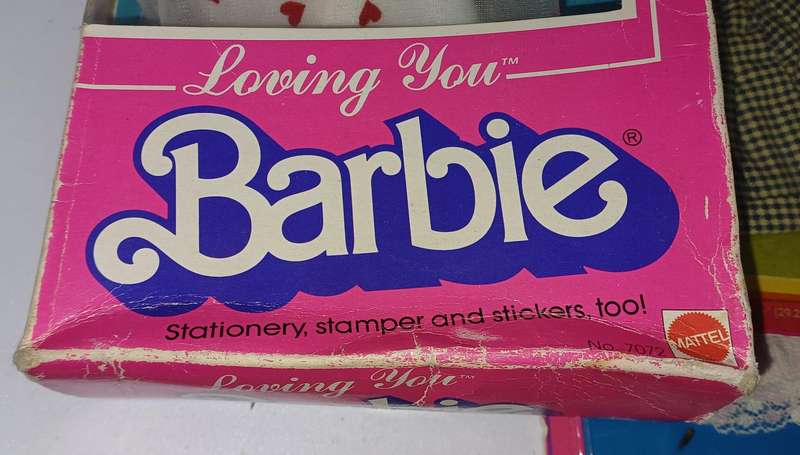 Loving You™
Barbie®
Stationery, stamper and stickers, too!
No. 7072
MATTEL
Loving You™